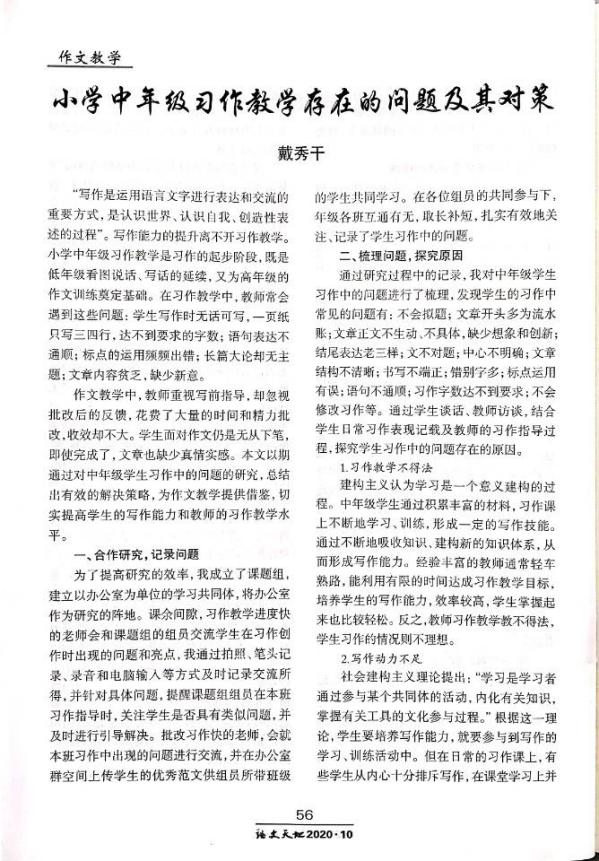 作文教学
小学中年级习作教学存在的问题及其对策
戴秀干
“写作是运用语言文字进行表达和交流的
重要方式，是认识世界、认识自我、创造性表
述的过程”。写作能力的提升离不开习作教学。
小学中年级习作教学是习作的起步阶段，既是
低年级看图说话、写话的延续，又为高年级的
作文训练奠定基础。在习作教学中，教师常会
遇到这些问题：学生写作时无话可写，一页纸
只写三四行，达不到要求的字数；语句表达不
通顺；标点的运用频频出错；长篇大论却无主
题；文章内容贫乏，缺少新意。
作文教学中，教师重视写前指导，却忽视
批改后的反馈，花费了大量的时间和精力批
改，收效却不大。学生面对作文仍是无从下笔，
即使完成了，文章也缺少真情实感。本文以期
通过对中年级学生习作中的问题的研究，总结
出有效的解决策略，为作文教学提供借鉴，切
实提高学生的写作能力和教师的习作教学水
平。
一、合作研究，记录问题
为了提高研究的效率，我成立了课题组，
建立以办公室为单位的学习共同体，将办公室
作为研究的阵地。课余间隙，习作教学进度快
的老师会和课题组的组员交流学生在习作创
作时出现的问题和亮点，我通过拍照、笔头记
录、录音和电脑输入等方式及时记录交流所
得，并针对具体问题，提醒课题组组员在本班
习作指导时，关注学生是否具有类似问题，并
及时进行引导解决。批改习作快的老师，会就
本班习作中出现的问题进行交流，并在办公室
群空间上传学生的优秀范文供组员所带班级
的学生共同学习。在各位组员的共同参与下，
年级各班互通有无，取长补短，扎实有效地关
注、记录了学生习作中的问题。
二、梳理问题，探究原因
通过研究过程中的记录，我对中年级学生
习作中的问题进行了梳理，发现学生的习作中
常见的问题有：不会拟题；文章开头多为流水
账；文章正文不生动、不具体，缺少想象和创新；
结尾表达老三样；文不对题；中心不明确；文章
结构不清晰；书写不端正；错别字多；标点运用
有误；语句不通顺；习作字数达不到要求；不会
修改习作等。通过学生谈话、教师访谈，结合
学生日常习作表现记载及教师的习作指导过
程，探究学生习作中的问题存在的原因。
1.习作教学不得法
建构主义认为学习是一个意义建构的过
程。中年级学生通过积累丰富的材料，习作课
上不断地学习、训练，形成一定的写作技能。
通过不断地吸收知识、建构新的知识体系，从
而形成写作能力。经验丰富的教师通常轻车
熟路，能利用有限的时间达成习作教学目标，
培养学生的写作能力，效率较高，学生掌握起
来也比较轻松。反之，教师习作教学教不得法，
学生习作的情况则不理想。
2.写作动力不足
社会建构主义理论提出：“学习是学习者
通过参与某个共同体的活动，内化有关知识，
掌握有关工具的文化参与过程。”根据这一理
论，学生要培养写作能力，就要参与到写作的
学习、训练活动中。但在日常的习作课上，有
些学生从内心十分排斥写作，在课堂学习上并
56
语文天地2020·10